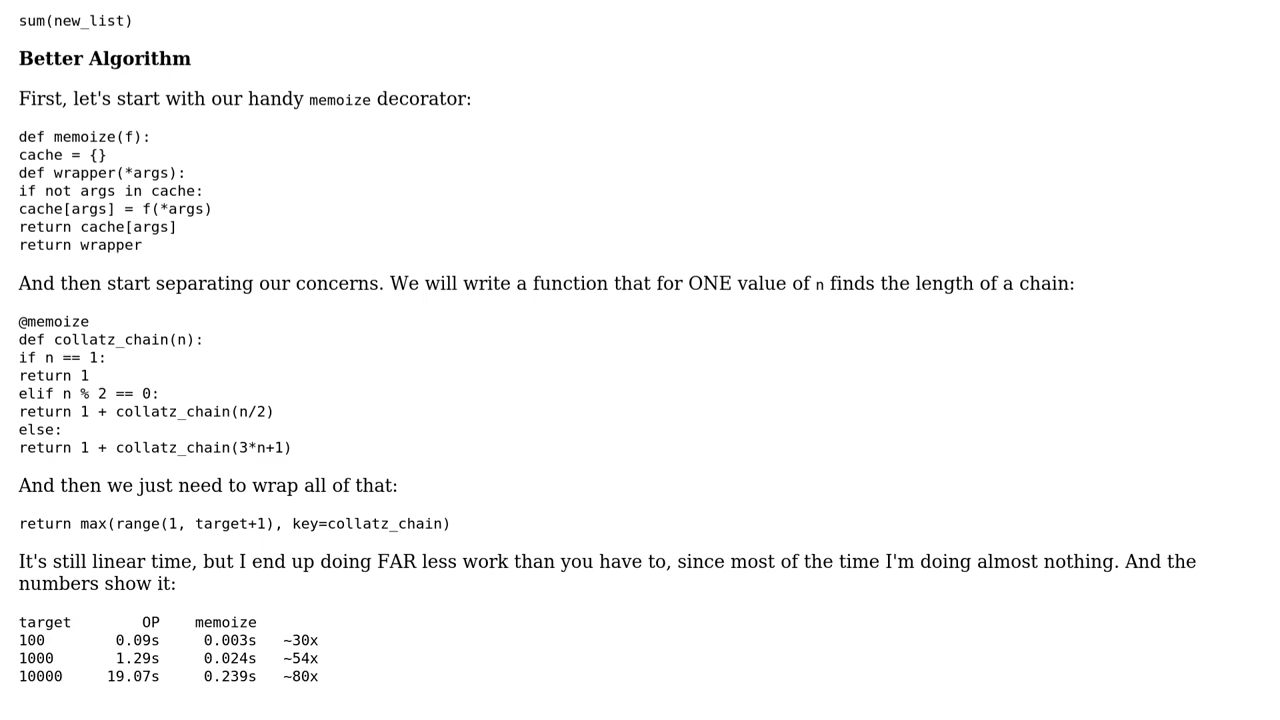 sum(new_list)
Better Algorithm
First, let's start with our handy memoize decorator:
def memoize(f):
cache = {}
def wrapper(*args):
if not args in cache:
cache[args] = f(*args)
return cache[args]
return wrapper
And then start separating our concerns. We will write a function that for ONE value of n finds the length of a chain:
@memoize
def collatz_chain(n):
if n == 1:
return 1
elif n % 2 == 0:
return 1 + collatz_chain(n/2)
else:
return 1 + collatz_chain(3*n+1)
And then we just need to wrap all of that:
return max(range(1, target+1), key=collatz_chain)
It's still linear time, but I end up doing FAR less work than you have to, since most of the time I'm doing almost nothing. And the
numbers show it:
target        OP    memoize
100        0.09s     0.003s   ~30x
1000       1.29s     0.024s   ~54x
10000     19.07s     0.239s   ~80x